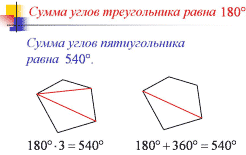 Сумма углов треугольника равна 180°
Сумма углов пятиугольника
равна 540°.
180° · 3 = 540°
180° + 360° = 540°